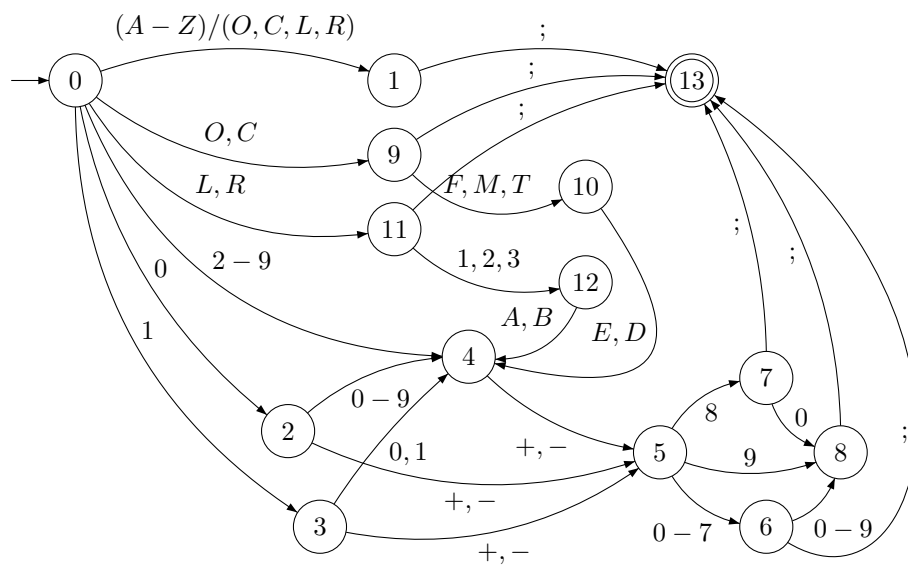 (A − Z)/(O, C, L, R)
;
0
1
13
;
;
O, C
9
F, M, T
10
L, R
11
;
0
2 − 9
1, 2, 3
12
1
A, B
E, D
;
4
7
0 − 9
8
0
2
0, 1
+, −
5
9
8
;
+, −
3
0 − 7
6
0 − 9
+, −